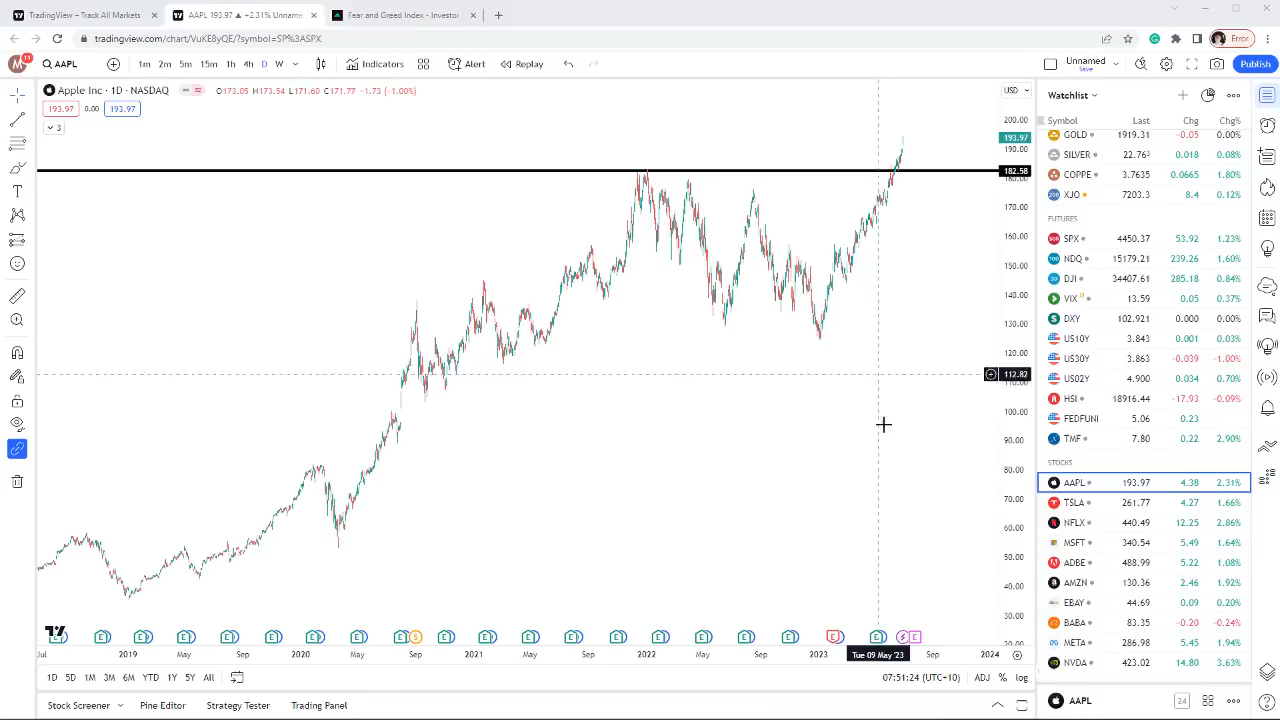 TradingView – Track All Markets
AAPL 193.97 ▲ +2.31% Unname
Fear and Greed Index - Investor
tradingview.com/chart/VuKE8yQE/?symbol=SP%3ASPX
Error
M 11 AAPL 1m 2m 5m 15m 1h 4h D W Indicators Alert Replay Unnamed Save Publish
Apple Inc · 1D · NASDAQ O173.05 H173.54 L171.60 C171.77 −1.73 (−1.00%)
193.97 0.00 193.97
3
USD
200.00
193.97
190.00
182.58
180.00
170.00
160.00
150.00
140.00
130.00
120.00
112.82
110.00
100.00
90.00
80.00
70.00
60.00
50.00
40.00
30.00
20.00
Jul 2019 May Sep 2020 May Sep 2021 May Sep 2022 May Sep 2023 Tue 09 May '23 Sep 2024
1D 5D 1M 3M 6M YTD 1Y 5Y All 07:51:24 (UTC+10) ADJ % log
Stock Screener Pine Editor Strategy Tester Trading Panel
Watchlist
Symbol Last Chg Chg%
GOLD 1919.31 -0.05 0.00%
SILVER 22.763 0.018 0.08%
COPPE 3.7635 0.0665 1.80%
XJO 7203.3 8.4 0.12%
FUTURES
SPX 4450.37 53.92 1.23%
NDQ 15179.21 239.26 1.60%
DJI 34407.61 285.18 0.84%
VIX D 13.59 0.05 0.37%
DXY 102.921 0.000 0.00%
US10Y 3.843 0.001 0.03%
US30Y 3.863 -0.039 -1.00%
US02Y 4.900 0.034 0.70%
HSI 18916.44 -17.93 -0.09%
FEDFUNI 5.06 0.23
TMF 7.80 0.22 2.90%
STOCKS
AAPL 193.97 4.38 2.31%
TSLA 261.77 4.27 1.66%
NFLX 440.49 12.25 2.86%
MSFT 340.54 5.49 1.64%
ADBE 488.99 5.22 1.08%
AMZN 130.36 2.46 1.92%
EBAY 44.69 0.09 0.20%
BABA 83.35 -0.20 -0.24%
META 286.98 5.45 1.94%
NVDA 423.02 14.80 3.63%
AAPL 24